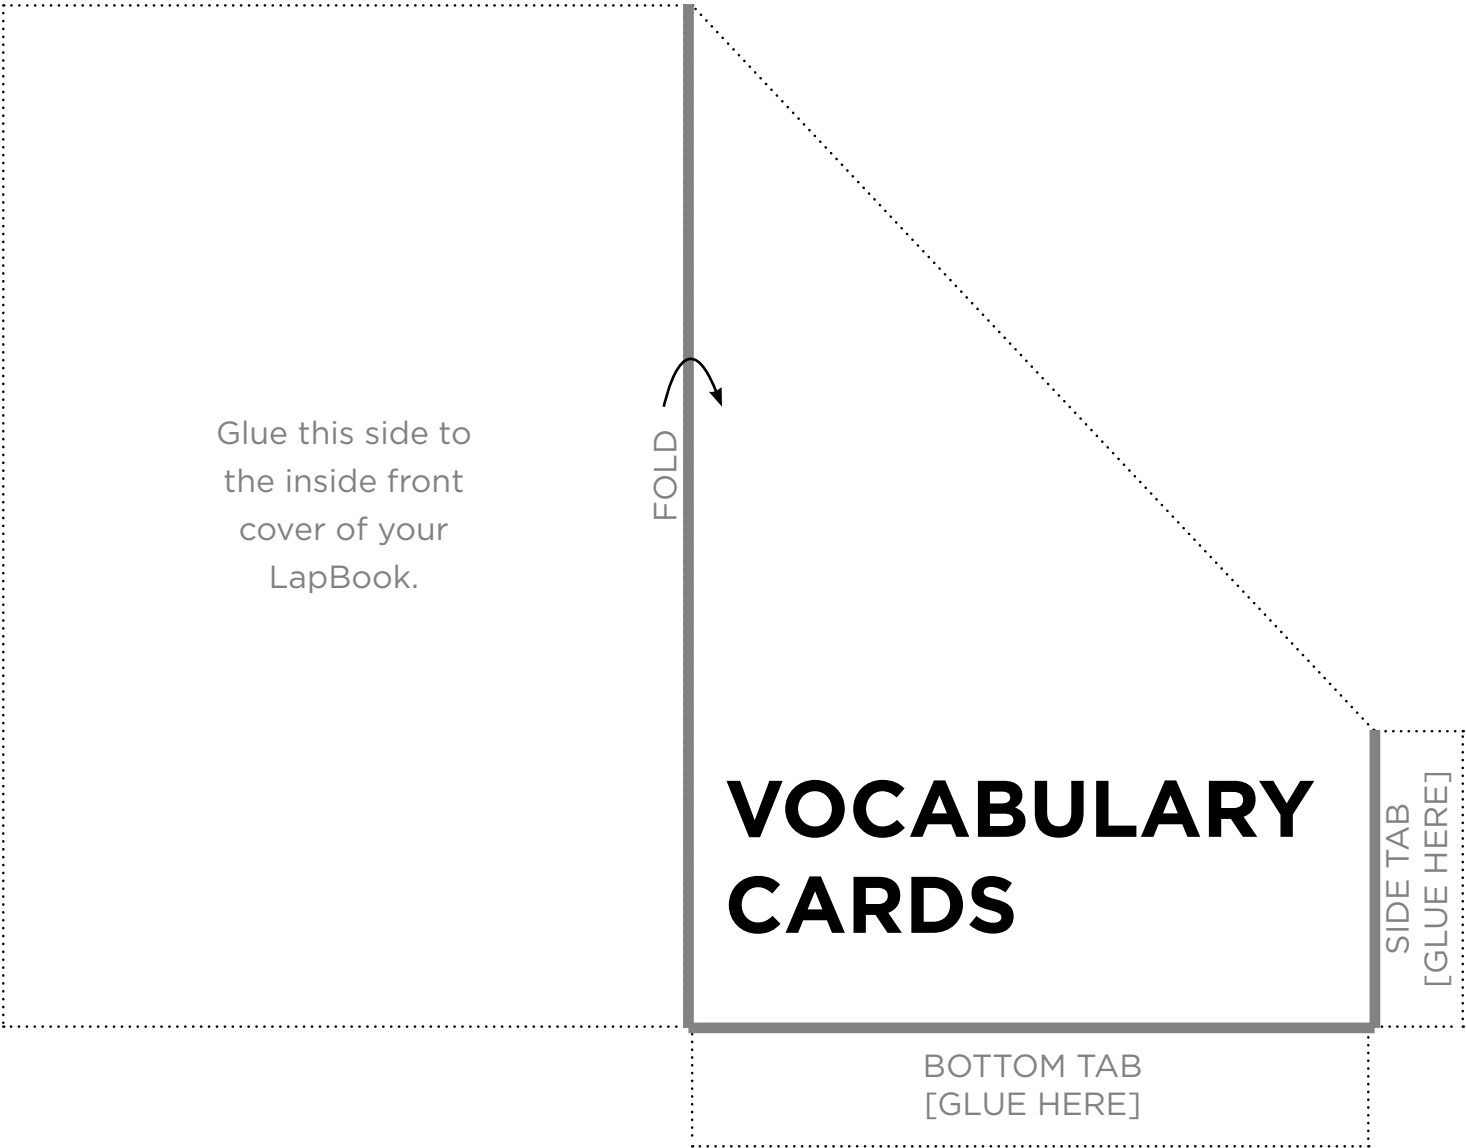 Glue this side to
the inside front
cover of your
LapBook.
FOLD
VOCABULARY
CARDS
SIDE TAB
[GLUE HERE]
BOTTOM TAB
[GLUE HERE]